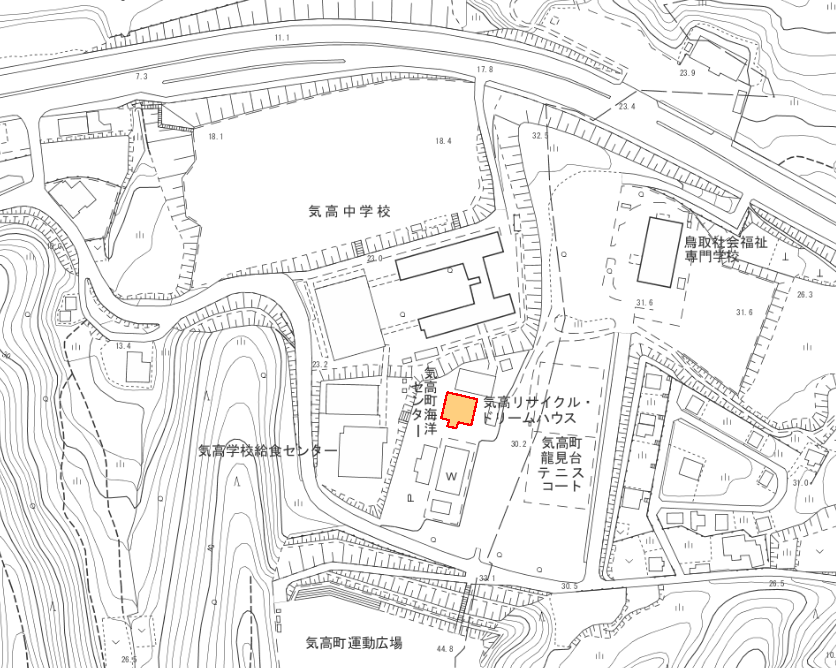 11.1
17.8
7.3
23.9
23.4
18.1
18.4
32.5
気高中学校
鳥取社会福祉
専門学校
23.0
26.3
31.6
31.6
13.4
23.2
気高町海洋
センター
気高リサイクル・
ドリームハウス
30.2
気高町
龍見台
テニス
コート
気高学校給食センター
W
P
31.0
33.1
30.5
26.5
気高町運動広場
44.8
26.5